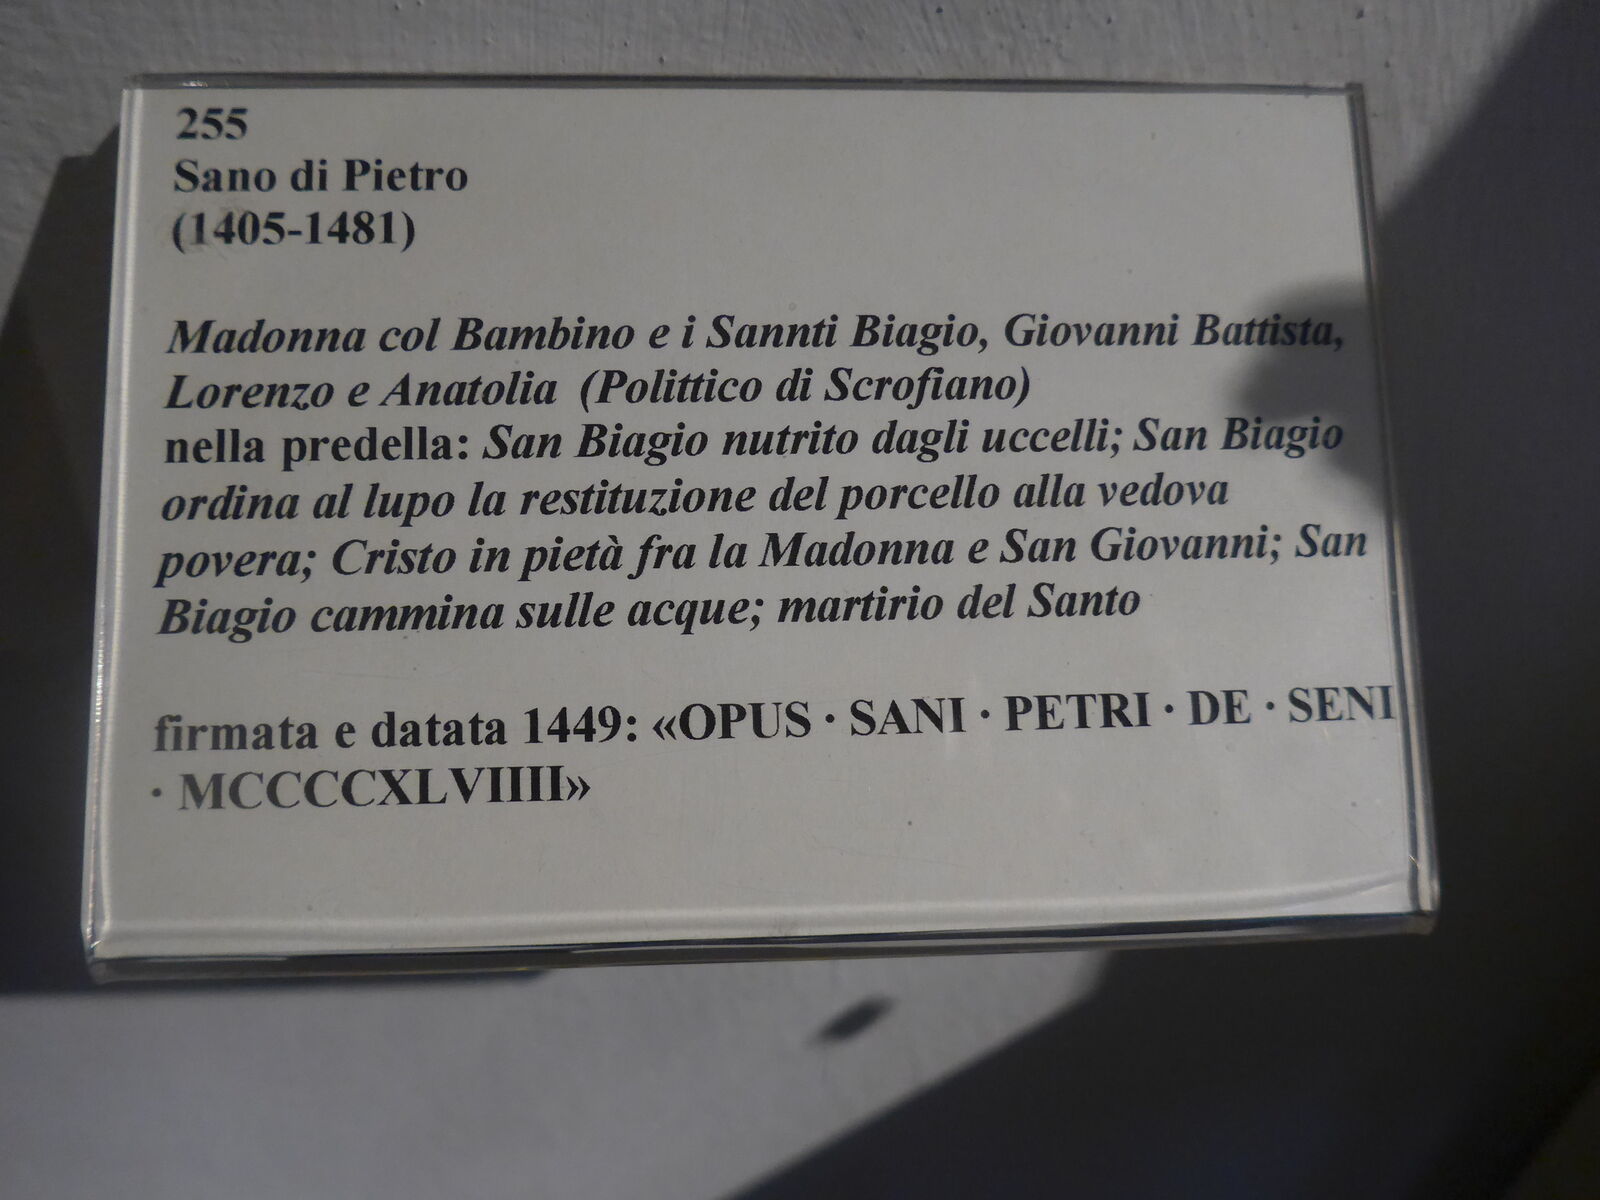 255
Sano di Pietro
(1405-1481)
Madonna col Bambino e i Sannti Biagio, Giovanni Battista,
Lorenzo e Anatolia (Polittico di Scrofiano)
nella predella: San Biagio nutrito dagli uccelli; San Biagio
ordina al lupo la restituzione del porcello alla vedova
povera; Cristo in pietà fra la Madonna e San Giovanni; San
Biagio cammina sulle acque; martirio del Santo
firmata e datata 1449: «OPUS · SANI · PETRI · DE · SENI
· MCCCCXLVIIII»